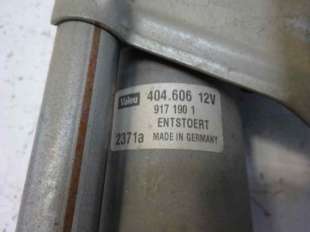 Valeo 404.606 12V
917 190 1
ENTSTOERT
2371a MADE IN GERMANY